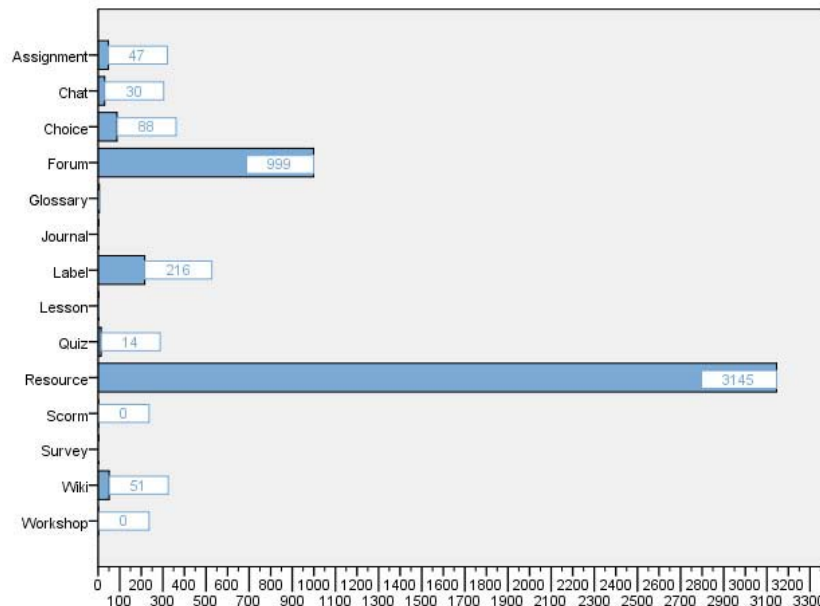 Assignment 47
Chat 30
Choice 88
Forum 999
Glossary
Journal
Label 216
Lesson
Quiz 14
Resource 3145
Scorm 0
Survey
Wiki 51
Workshop 0
0 200 400 600 800 1000 1200 1400 1600 1800 2000 2200 2400 2600 2800 3000 3200
100 300 500 700 900 1100 1300 1500 1700 1900 2100 2300 2500 2700 2900 3100 330